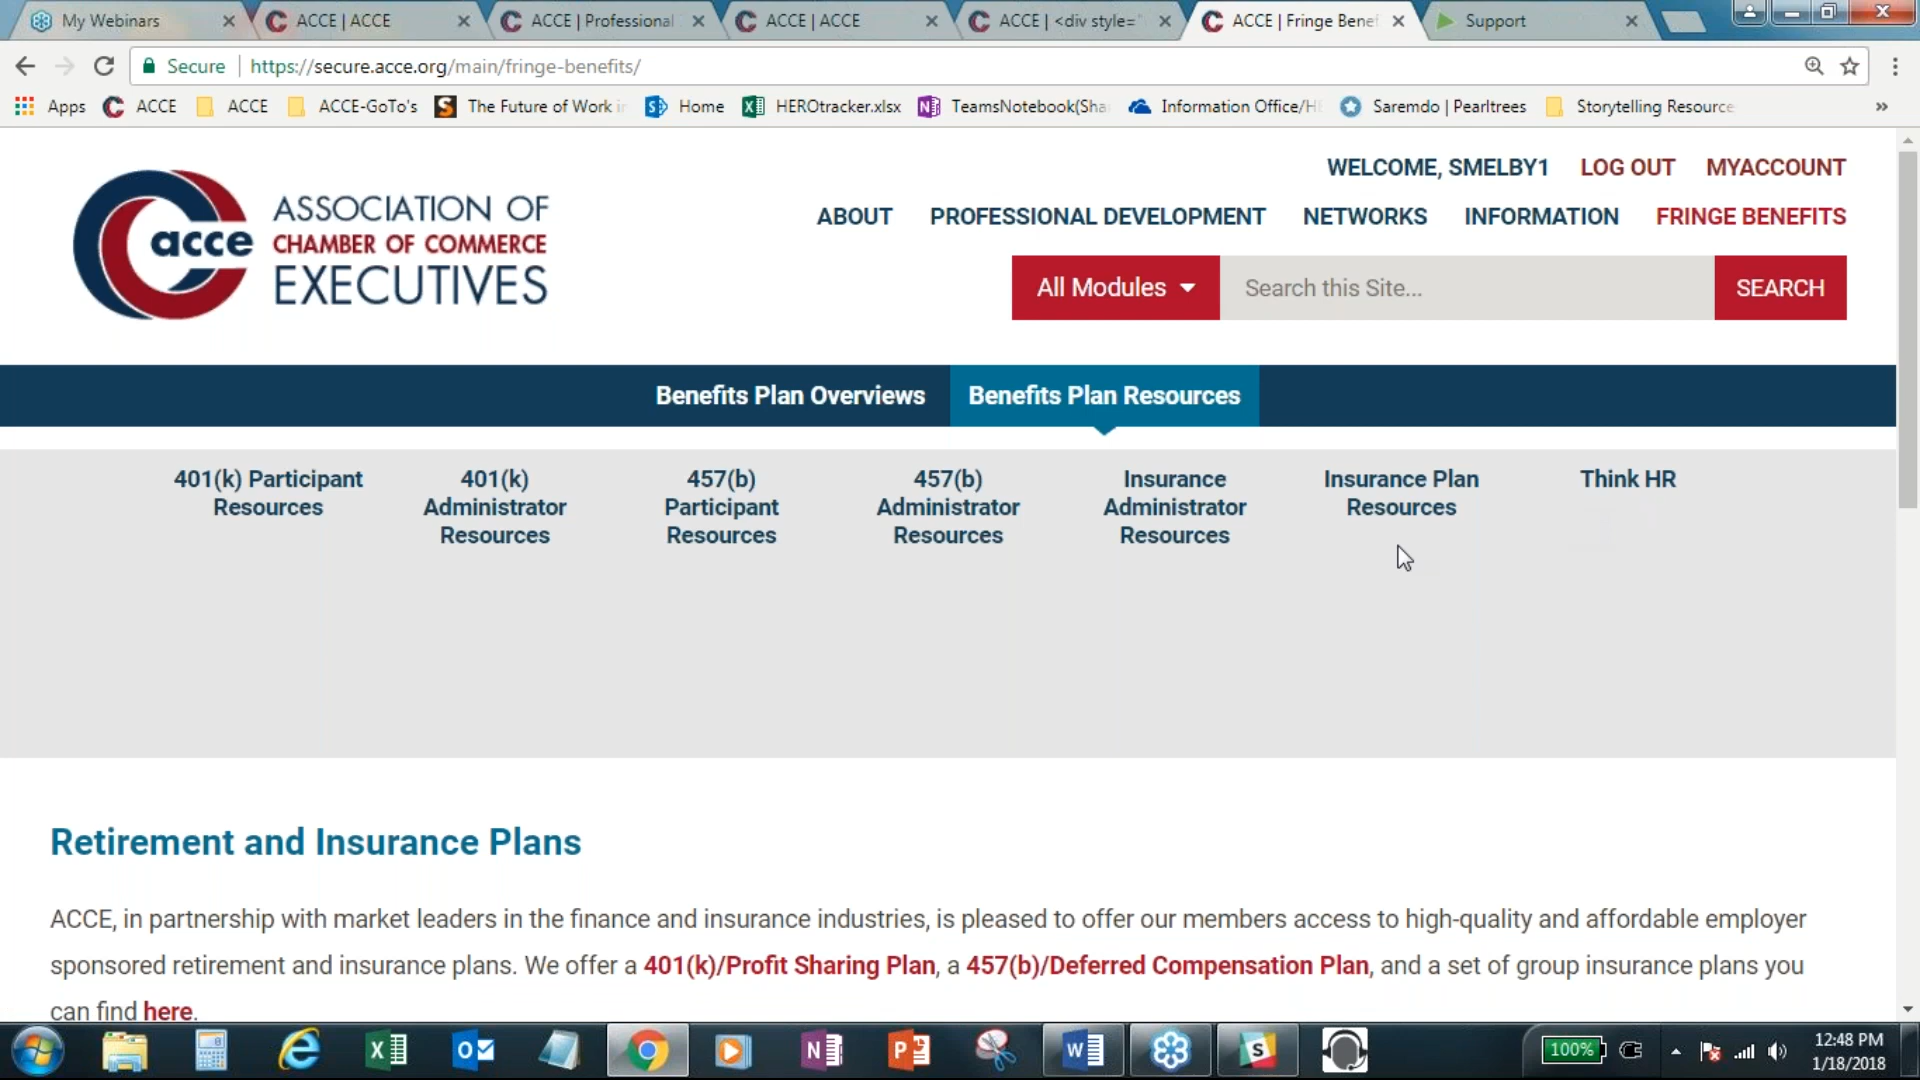 My Webinars
ACCE | ACCE
ACCE | Professional
ACCE | ACCE
ACCE | <div style="
ACCE | Fringe Benef
Support
Secure
https://secure.acce.org/main/fringe-benefits/
Apps
ACCE
ACCE
ACCE-GoTo's
The Future of Work in
Home
HEROtracker.xlsx
TeamsNotebook(Sha
Information Office/H
Saremdo | Pearltrees
Storytelling Resource
»
WELCOME, SMELBY1 LOG OUT MYACCOUNT
acce
ASSOCIATION OF
CHAMBER OF COMMERCE
EXECUTIVES
ABOUT PROFESSIONAL DEVELOPMENT NETWORKS INFORMATION FRINGE BENEFITS
All Modules Search this Site... SEARCH
Benefits Plan Overviews Benefits Plan Resources
401(k) Participant
Resources
401(k)
Administrator
Resources
457(b)
Participant
Resources
457(b)
Administrator
Resources
Insurance
Administrator
Resources
Insurance Plan
Resources
Think HR
Retirement and Insurance Plans
ACCE, in partnership with market leaders in the finance and insurance industries, is pleased to offer our members access to high-quality and affordable employer
sponsored retirement and insurance plans. We offer a 401(k)/Profit Sharing Plan, a 457(b)/Deferred Compensation Plan, and a set of group insurance plans you
can find here.
100%
12:48 PM
1/18/2018